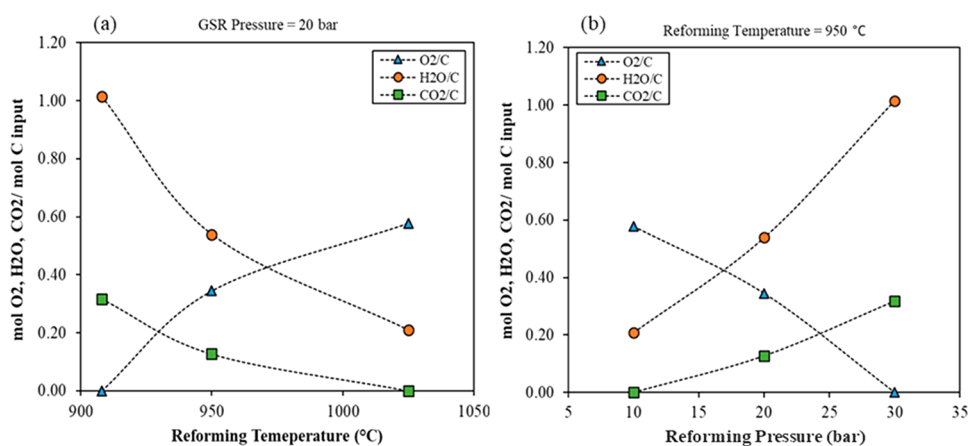 (a)
GSR Pressure = 20 bar
mol O2, H2O, CO2/ mol C input
1.20
1.00
0.80
0.60
0.40
0.20
0.00
O2/C
H2O/C
CO2/C
900
950
1000
1050
Reforming Temeperature (°C)
(b)
Reforming Temperature = 950 °C
mol O2, H2O, CO2/ mol C input
1.20
1.00
0.80
0.60
0.40
0.20
0.00
O2/C
H2O/C
CO2/C
5
10
15
20
25
30
35
Reforming Pressure (bar)